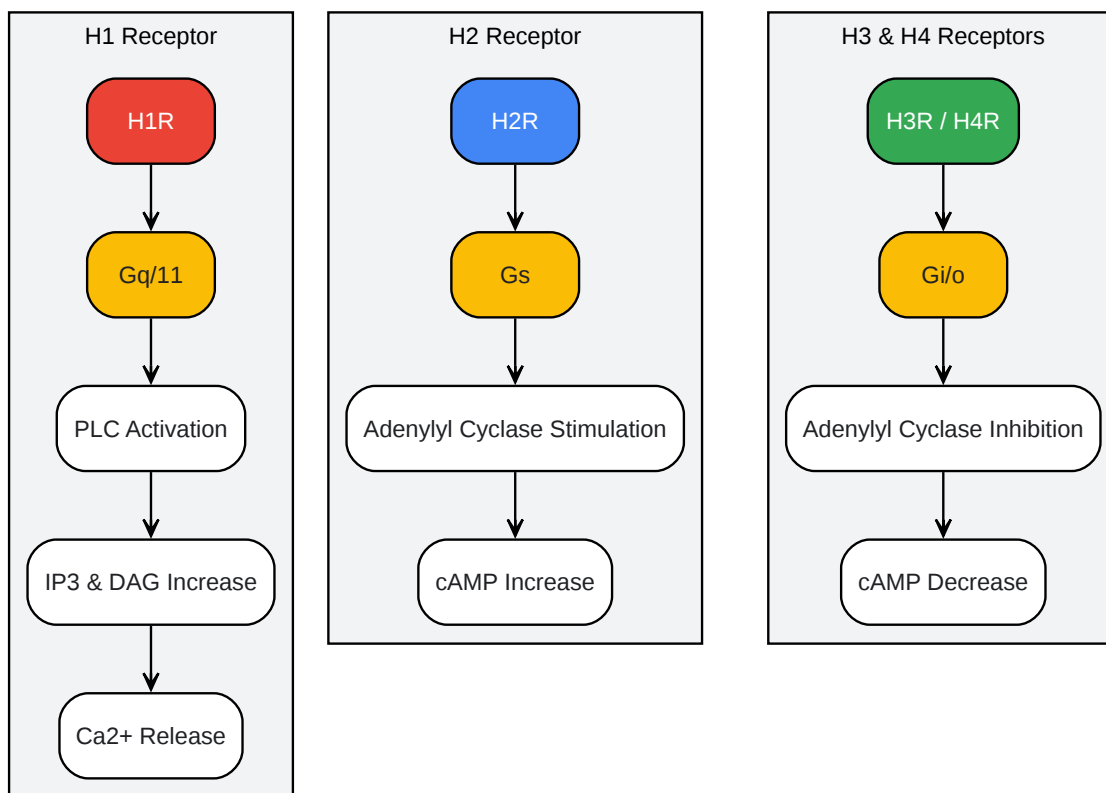 H1 Receptor
H1R
Gq/11
PLC Activation
IP3 & DAG Increase
Ca2+ Release
H2 Receptor
H2R
Gs
Adenylyl Cyclase Stimulation
cAMP Increase
H3 & H4 Receptors
H3R / H4R
Gi/o
Adenylyl Cyclase Inhibition
cAMP Decrease